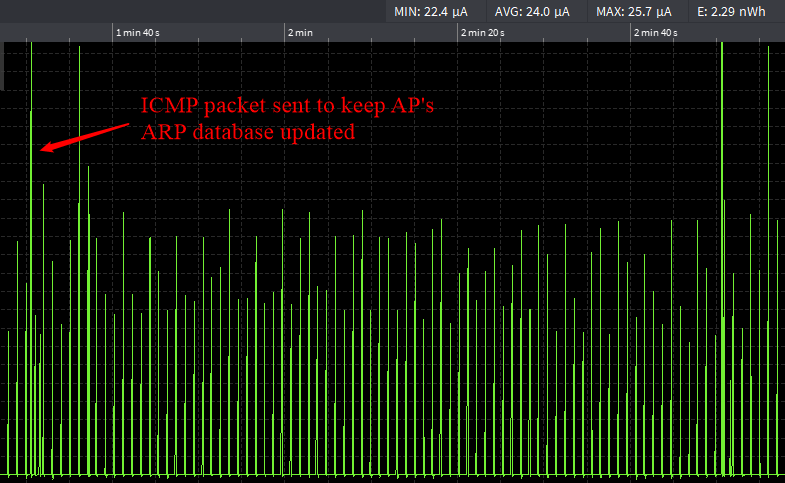 MIN: 22.4 µA AVG: 24.0 µA MAX: 25.7 µA E: 2.29 nWh
1 min 40 s 2 min 2 min 20 s 2 min 40 s
ICMP packet sent to keep AP's
ARP database updated